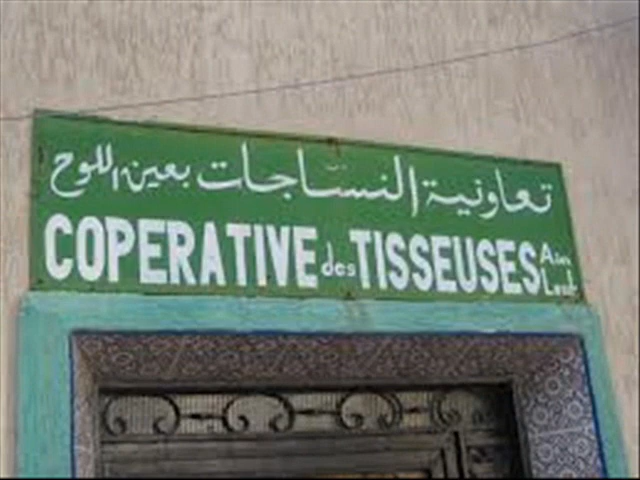 تعاونية النساجات بعين اللوح
COPERATIVE des TISSEUSES Ain Leuh